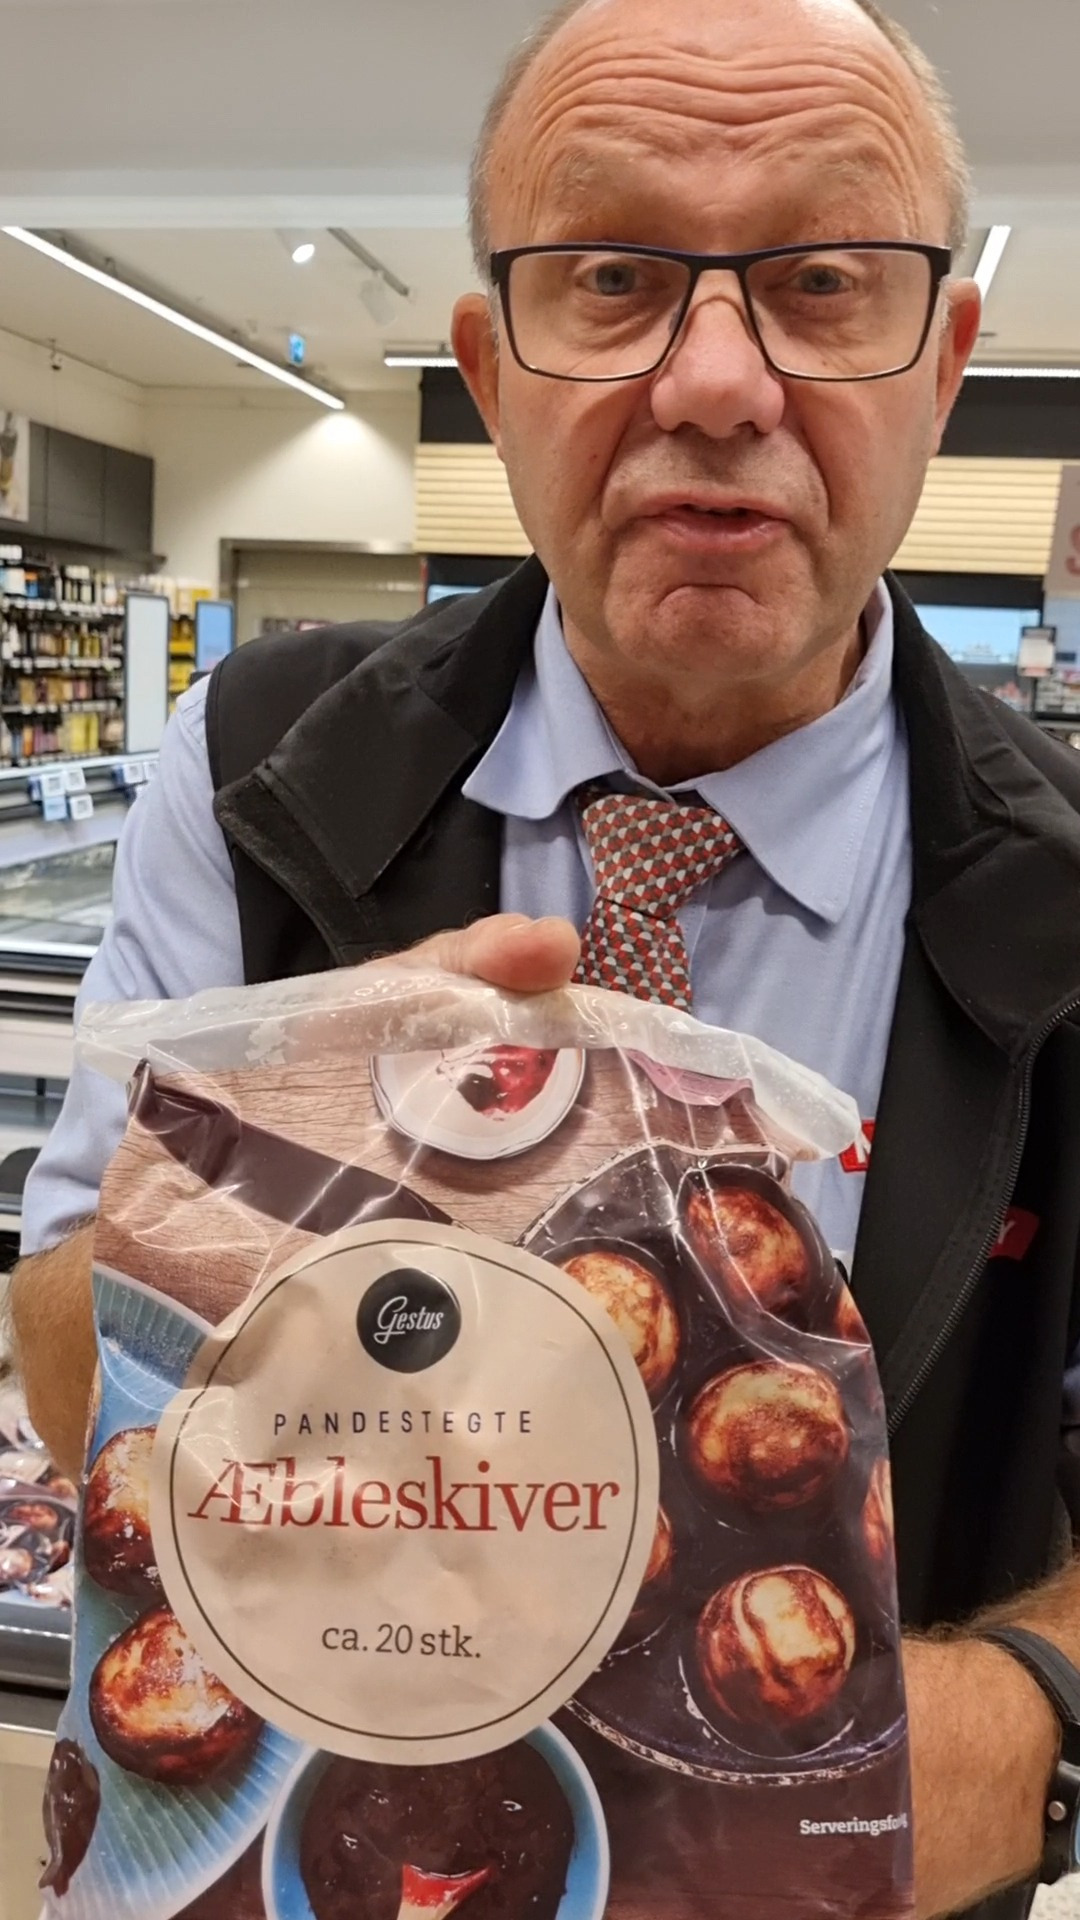 Gestus
PANDESTEGTE
Æbleskiver
ca. 20 stk.